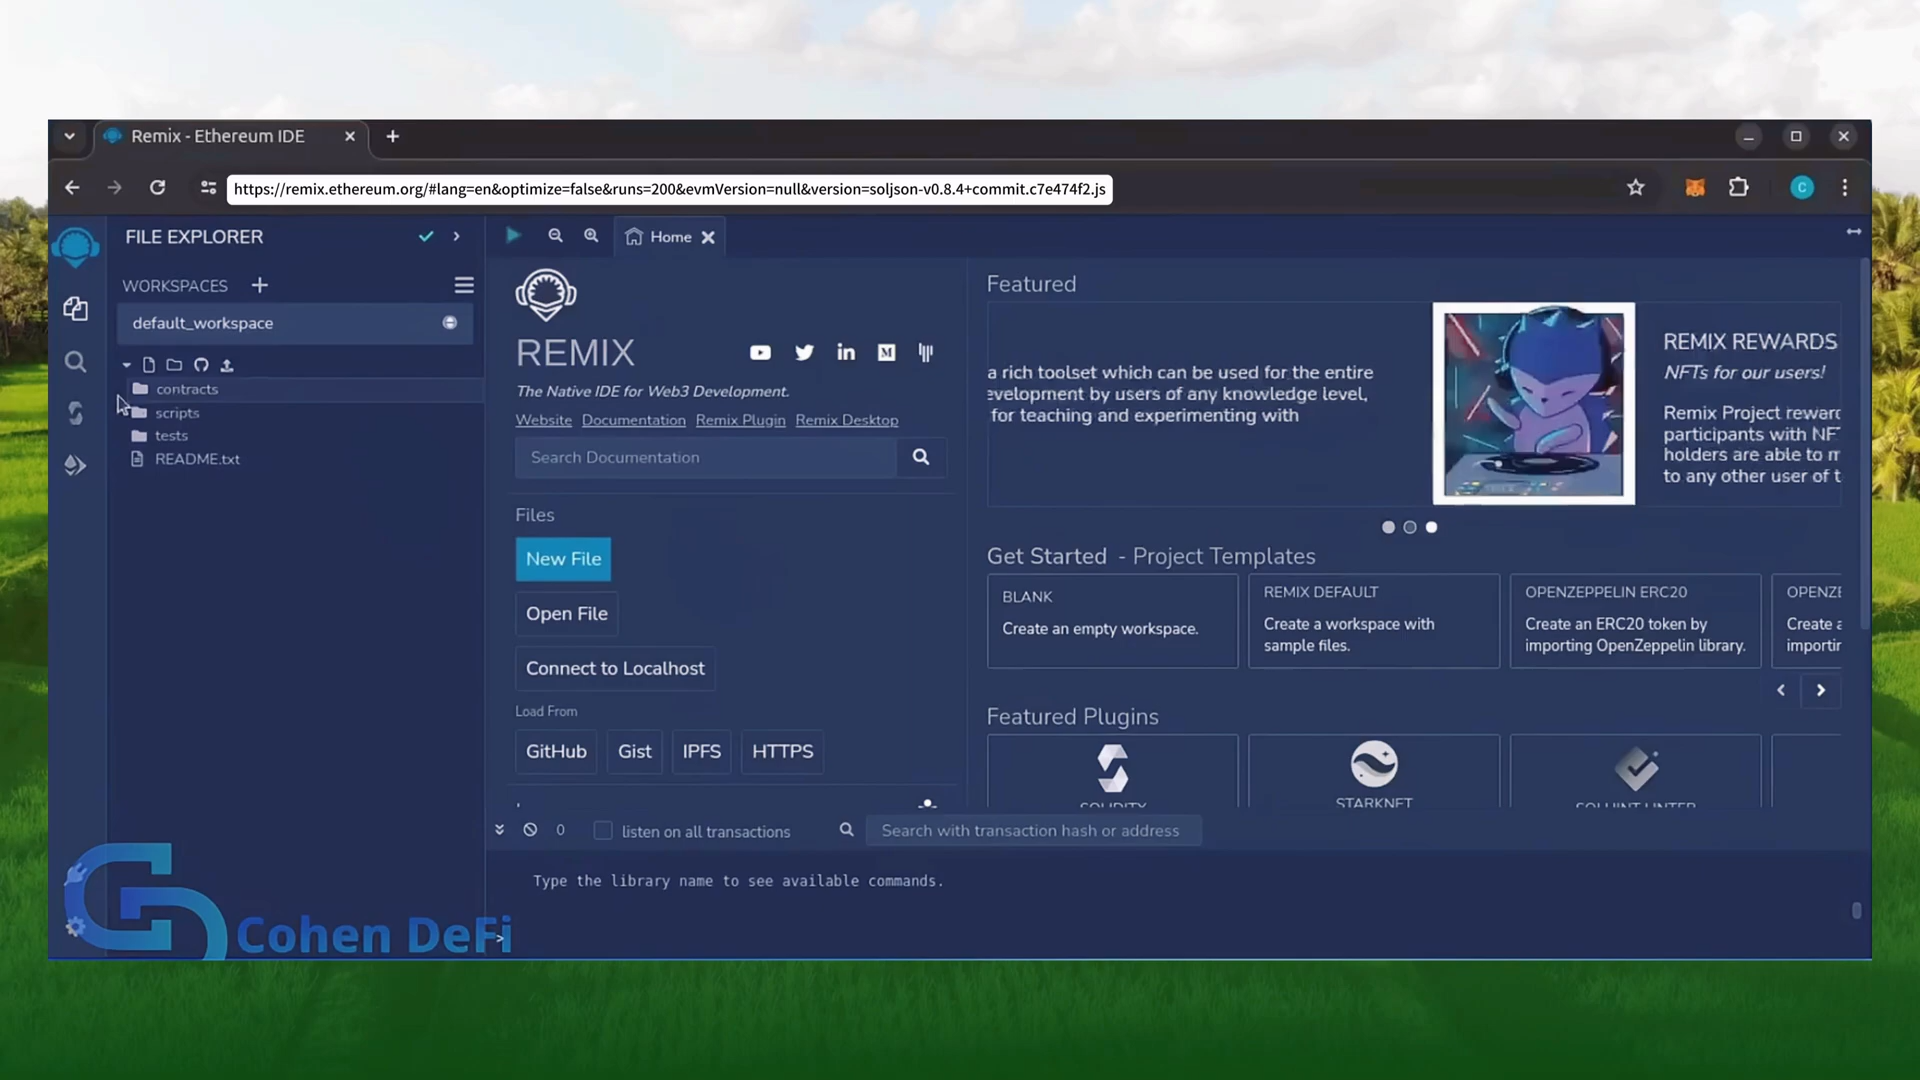 Remix - Ethereum IDE
https://remix.ethereum.org/#lang=en&optimize=false&runs=200&evmVersion=null&version=soljson-v0.8.4+commit.c7e474f2.js
C
FILE EXPLORER
WORKSPACES
default_workspace
contracts
scripts
tests
README.txt
Home
REMIX
The Native IDE for Web3 Development.
Website Documentation Remix Plugin Remix Desktop
Search Documentation
Files
New File
Open File
Connect to Localhost
Load From
GitHub Gist IPFS HTTPS
Featured
a rich toolset which can be used for the entire
evelopment by users of any knowledge level,
for teaching and experimenting with
REMIX REWARDS
NFTs for our users!
Remix Project rewar
participants with NF
holders are able to m
to any other user of t
Get Started - Project Templates
BLANK
Create an empty workspace.
REMIX DEFAULT
Create a workspace with
sample files.
OPENZEPPELIN ERC20
Create an ERC20 token by
importing OpenZeppelin library.
OPENZE
Create a
importir
Featured Plugins
SOLIDITY
STARKNET
SOLHINT LINTER
0
listen on all transactions
Search with transaction hash or address
Type the library name to see available commands.
>
Cohen DeFi